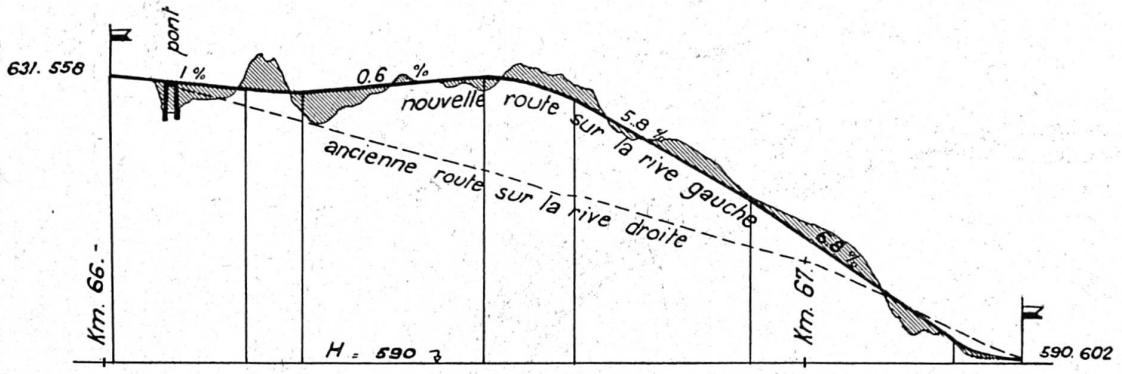 pont
631.558
1%
0.6 %
nouvelle route sur la rive gauche
5.8 %
ancienne route sur la rive droite
6.8 %
Km. 66.-
Km. 67.+
H = 590
590.602